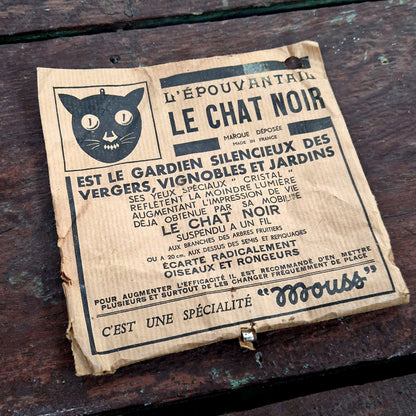 L'ÉPOUVANTAIL
LE CHAT NOIR
MARQUE DÉPOSÉE
MADE IN FRANCE
EST LE GARDIEN SILENCIEUX DES
VERGERS, VIGNOBLES ET JARDINS
SES YEUX SPÉCIAUX " CRISTAL "
REFLÈTENT LA MOINDRE LUMIÈRE
AUGMENTANT L'IMPRESSION DE VIE
DÉJA OBTENUE PAR SA MOBILITÉ
LE CHAT NOIR
SUSPENDU A UN FIL
AUX BRANCHES DES ARBRES FRUITIERS
OU A 20 cm. AUX DESSUS DES SEMIS ET REPIQUAGES
ÉCARTE RADICALEMENT
OISEAUX ET RONGEURS
POUR AUGMENTER L'EFFICACITÉ IL EST RECOMMANDÉ D'EN METTRE
PLUSIEURS ET SURTOUT DE LES CHANGER FRÉQUEMMENT DE PLACE
C'EST UNE SPÉCIALITÉ "Mouss"